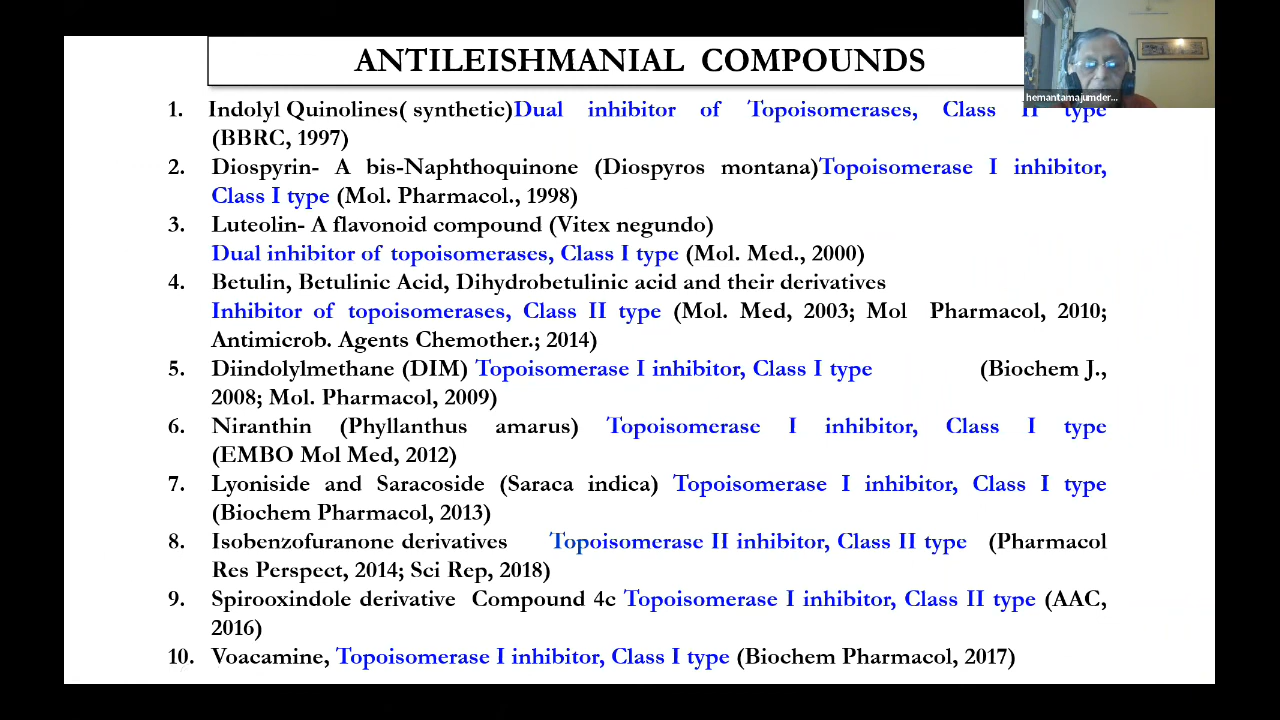 ANTILEISHMANIAL COMPOUNDS
hemantamajumder...
1. Indolyl Quinolines( synthetic)Dual inhibitor of Topoisomerases, Class II type
(BBRC, 1997)
2. Diospyrin- A bis-Naphthoquinone (Diospyros montana)Topoisomerase I inhibitor,
Class I type (Mol. Pharmacol., 1998)
3. Luteolin- A flavonoid compound (Vitex negundo)
Dual inhibitor of topoisomerases, Class I type (Mol. Med., 2000)
4. Betulin, Betulinic Acid, Dihydrobetulinic acid and their derivatives
Inhibitor of topoisomerases, Class II type (Mol. Med, 2003; Mol Pharmacol, 2010;
Antimicrob. Agents Chemother.; 2014)
5. Diindolylmethane (DIM) Topoisomerase I inhibitor, Class I type (Biochem J.,
2008; Mol. Pharmacol, 2009)
6. Niranthin (Phyllanthus amarus) Topoisomerase I inhibitor, Class I type
(EMBO Mol Med, 2012)
7. Lyoniside and Saracoside (Saraca indica) Topoisomerase I inhibitor, Class I type
(Biochem Pharmacol, 2013)
8. Isobenzofuranone derivatives Topoisomerase II inhibitor, Class II type (Pharmacol
Res Perspect, 2014; Sci Rep, 2018)
9. Spirooxindole derivative Compound 4c Topoisomerase I inhibitor, Class II type (AAC,
2016)
10. Voacamine, Topoisomerase I inhibitor, Class I type (Biochem Pharmacol, 2017)